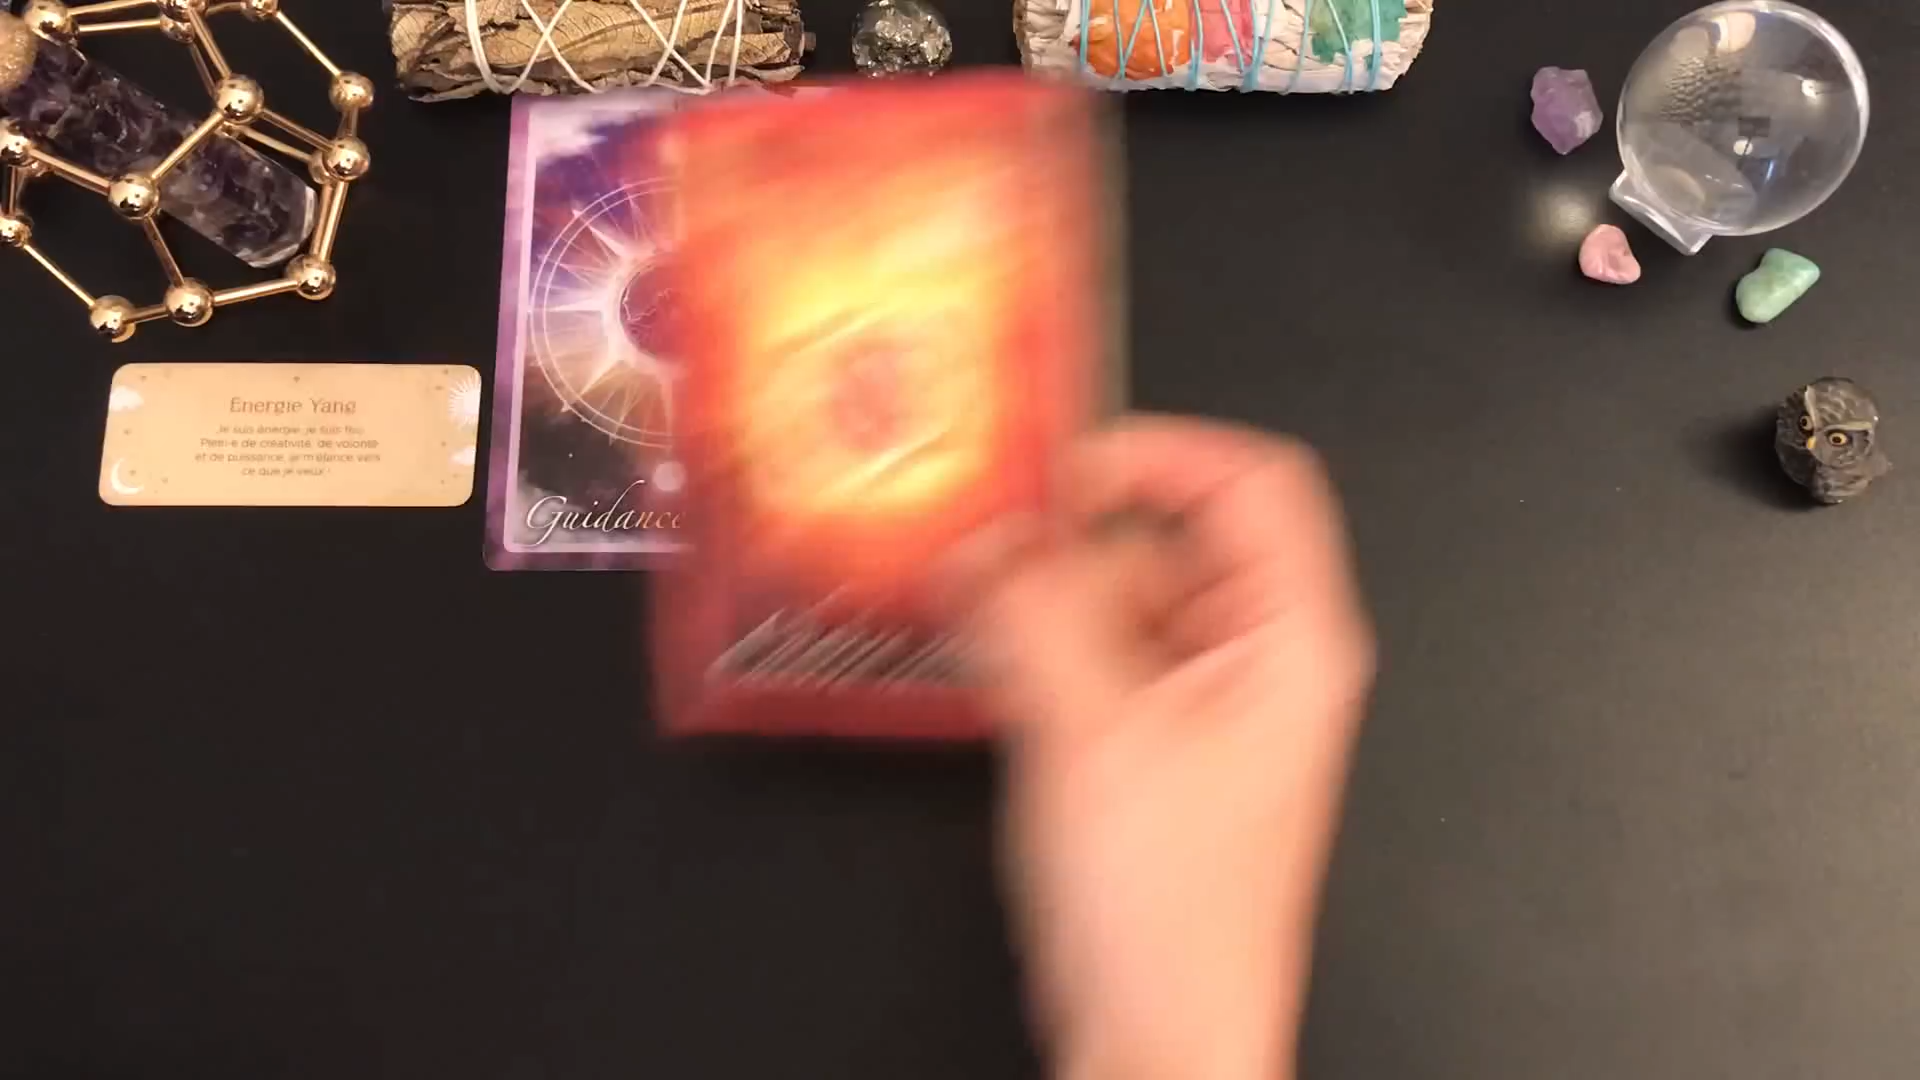 Énergie Yang
Je suis énergie, je suis feu.
Plein·e de créativité, de volonté
et de puissance, je m'élance vers
ce que je veux !
Guidance